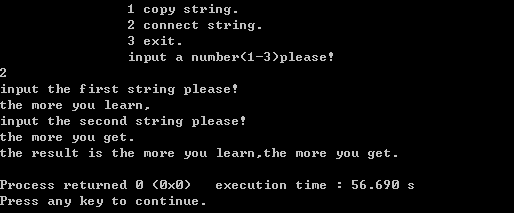 1 copy string.
2 connect string.
3 exit.
input a number(1-3)please!
2
input the first string please!
the more you learn,
input the second string please!
the more you get.
the result is the more you learn,the more you get.
Process returned 0 (0x0)   execution time : 56.690 s
Press any key to continue.